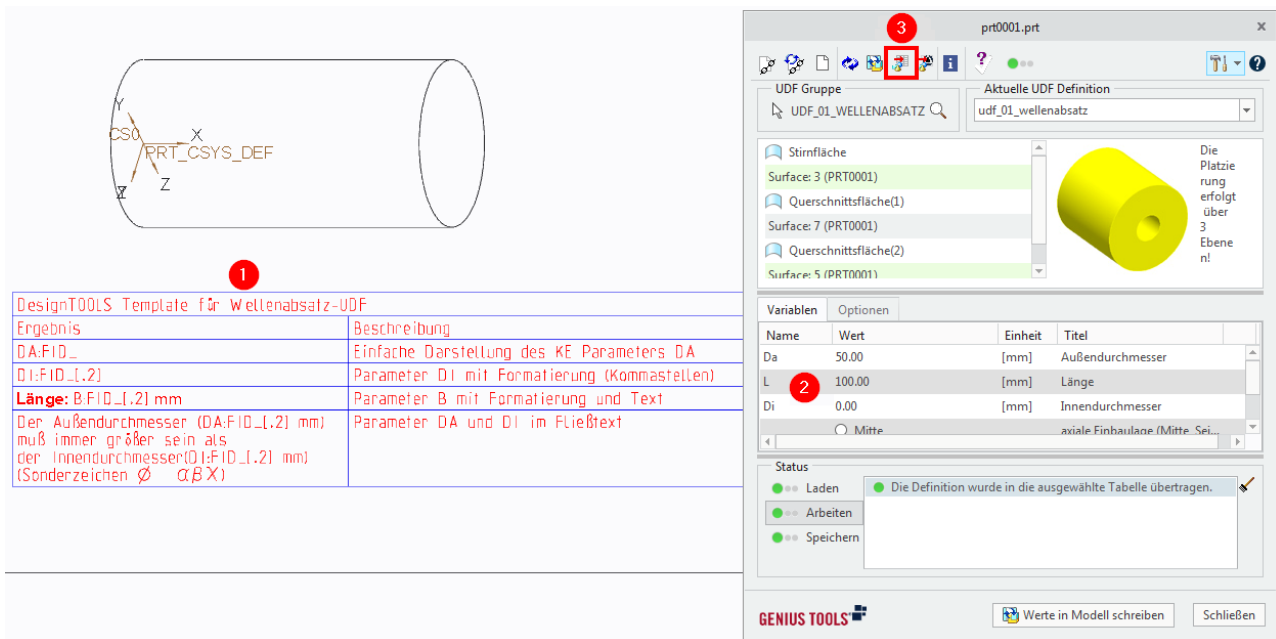 Y
CS0
X
PRT_CSYS_DEF
Z
1
DesignTOOLS Template für Wellenabsatz-UDF
Ergebnis
Beschreibung
DA:FID_
Einfache Darstellung des KE Parameters DA
DI:FID_[.2]
Parameter DI mit Formatierung (Kommastellen)
Länge: B:FID_[.2] mm
Parameter B mit Formatierung und Text
Der Außendurchmesser (DA:FID_[.2] mm)
muß immer größer sein als
der Innendurchmesser(DI:FID_[.2] mm)
(Sonderzeichen Ø αβX)
Parameter DA und DI im Fließtext
3
prt0001.prt
UDF Gruppe
Aktuelle UDF Definition
UDF_01_WELLENABSATZ
udf_01_wellenabsatz
Stirnfläche
Surface: 3 (PRT0001)
Querschnittsfläche(1)
Surface: 7 (PRT0001)
Querschnittsfläche(2)
Surface: 5 (PRT0001)
Die
Platzie
rung
erfolgt
über
3
Ebene
n!
Variablen
Optionen
Name Wert Einheit Titel
Da 50.00 [mm] Außendurchmesser
L 2 100.00 [mm] Länge
Di 0.00 [mm] Innendurchmesser
Mitte axiale Einbaulage (Mitte, Sei...
Status
Laden
Die Definition wurde in die ausgewählte Tabelle übertragen.
Arbeiten
Speichern
GENIUS TOOLS
Werte in Modell schreiben
Schließen